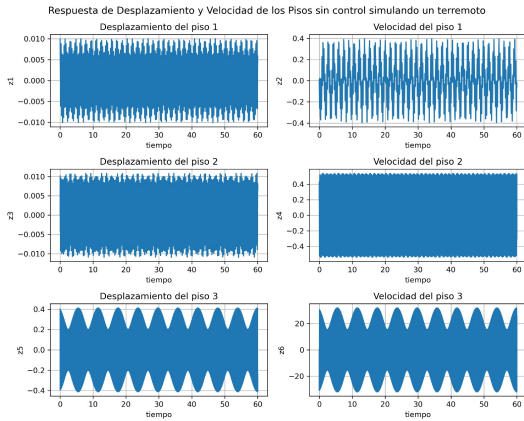 Respuesta de Desplazamiento y Velocidad de los Pisos sin control simulando un terremoto
Desplazamiento del piso 1
0.010
0.005
0.000
−0.005
−0.010
z1
0 10 20 30 40 50 60
tiempo
Velocidad del piso 1
0.4
0.2
0.0
−0.2
−0.4
z2
0 10 20 30 40 50 60
tiempo
Desplazamiento del piso 2
0.010
0.005
0.000
−0.005
−0.010
z3
0 10 20 30 40 50 60
tiempo
Velocidad del piso 2
0.4
0.2
0.0
−0.2
−0.4
z4
0 10 20 30 40 50 60
tiempo
Desplazamiento del piso 3
0.4
0.2
0.0
−0.2
−0.4
z5
0 10 20 30 40 50 60
tiempo
Velocidad del piso 3
20
0
−20
z6
0 10 20 30 40 50 60
tiempo